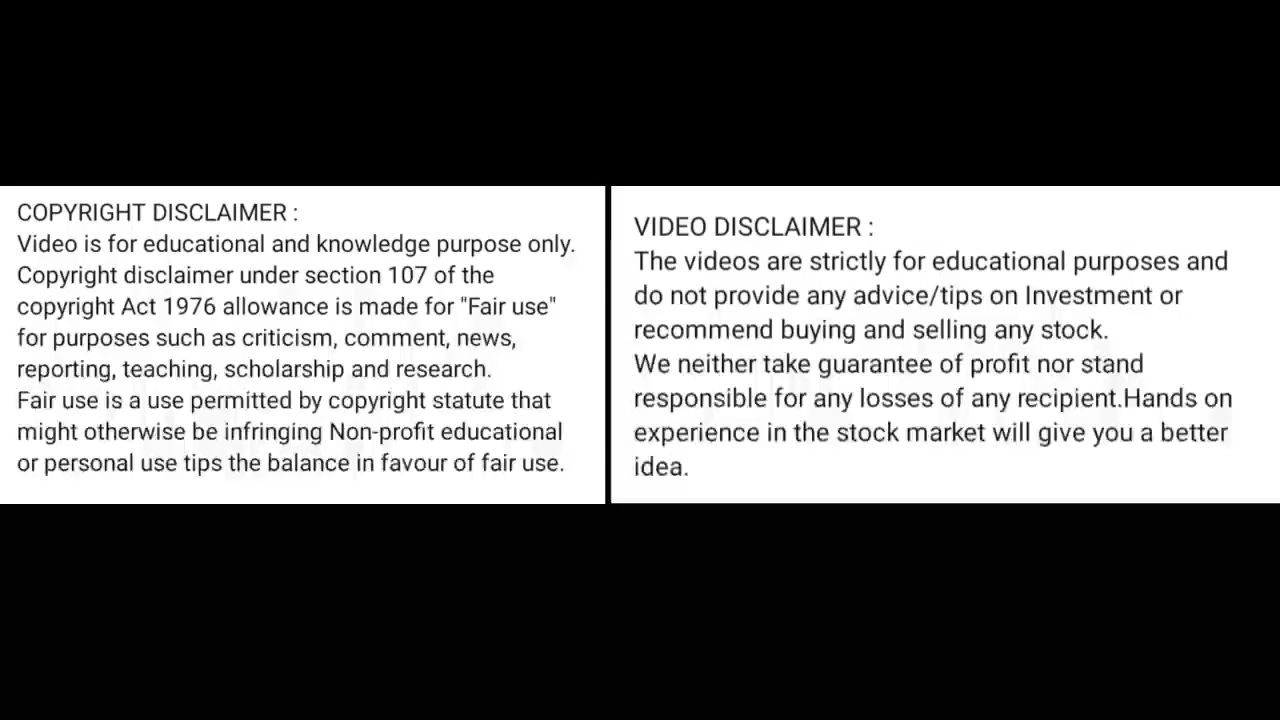 COPYRIGHT DISCLAIMER :
Video is for educational and knowledge purpose only.
Copyright disclaimer under section 107 of the
copyright Act 1976 allowance is made for "Fair use"
for purposes such as criticism, comment, news,
reporting, teaching, scholarship and research.
Fair use is a use permitted by copyright statute that
might otherwise be infringing Non-profit educational
or personal use tips the balance in favour of fair use.
VIDEO DISCLAIMER :
The videos are strictly for educational purposes and
do not provide any advice/tips on Investment or
recommend buying and selling any stock.
We neither take guarantee of profit nor stand
responsible for any losses of any recipient.Hands on
experience in the stock market will give you a better
idea.